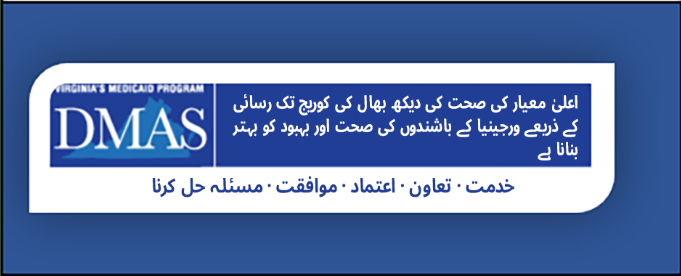 VIRGINIA'S MEDICAID PROGRAM
DMAS
اعلیٰ معیار کی صحت کی دیکھ بھال کی کوریج تک رسائی
کے ذریعے ورجینیا کے باشندوں کی صحت اور بہبود کو بہتر
بنانا ہے
خدمت · تعاون · اعتماد · موافقت · مسئلہ حل کرنا